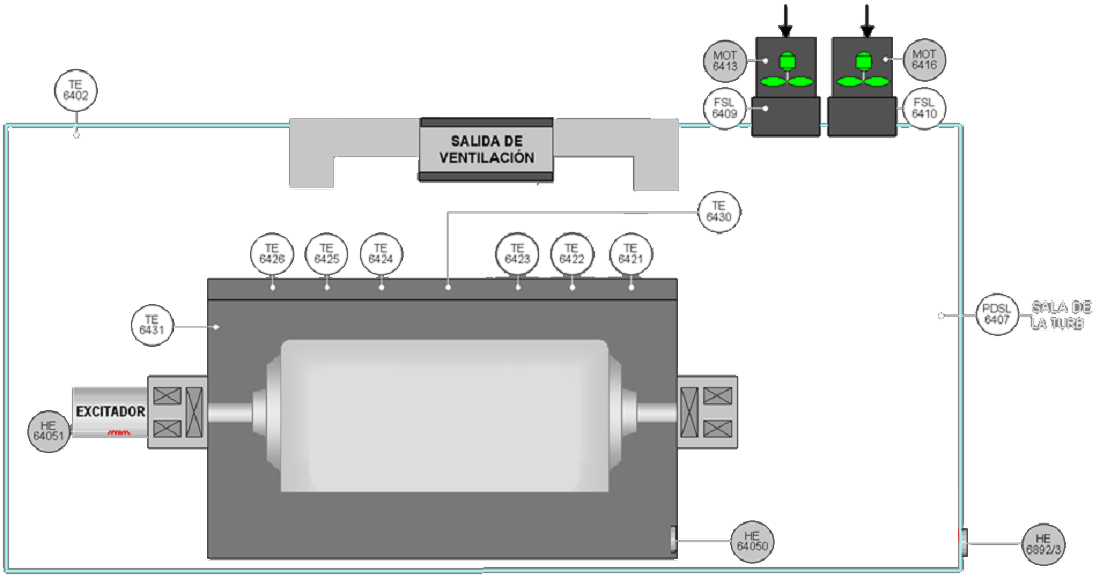 MOT
6413
MOT
6416
TE
6402
FSL
6409
FSL
6410
SALIDA DE
VENTILACIÓN
TE
6430
TE
6426
TE
6425
TE
6424
TE
6423
TE
6422
TE
6421
TE
6431
PDSL
6407
SALA DE
LA TURB
EXCITADOR
HE
64051
HE
64050
HE
6892/3